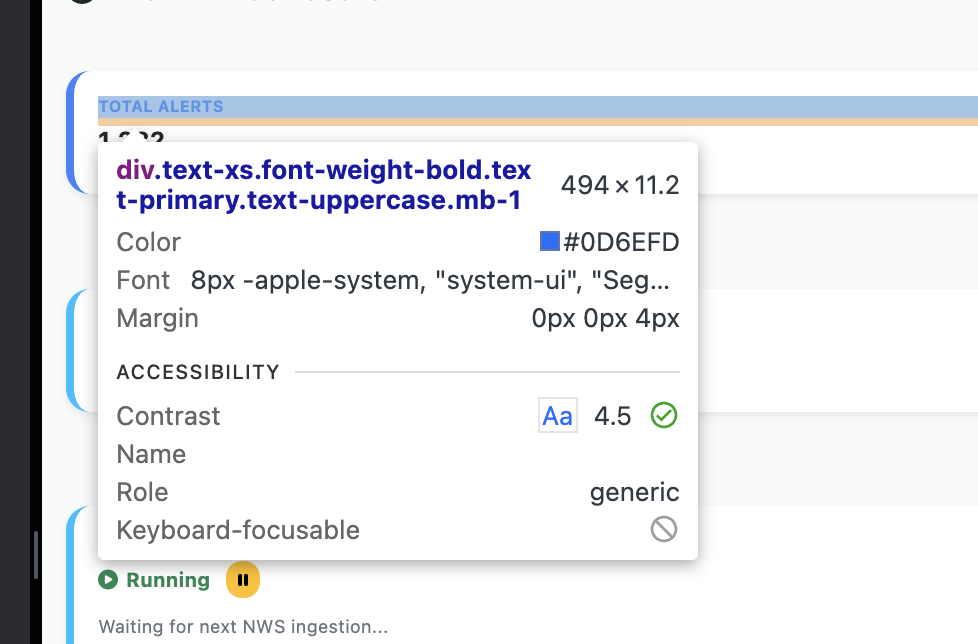 TOTAL ALERTS
div.text-xs.font-weight-bold.tex
t-primary.text-uppercase.mb-1
494 × 11.2
Color #0D6EFD
Font 8px -apple-system, "system-ui", "Seg...
Margin 0px 0px 4px
ACCESSIBILITY
Contrast Aa 4.5
Name
Role generic
Keyboard-focusable
Running
Waiting for next NWS ingestion...